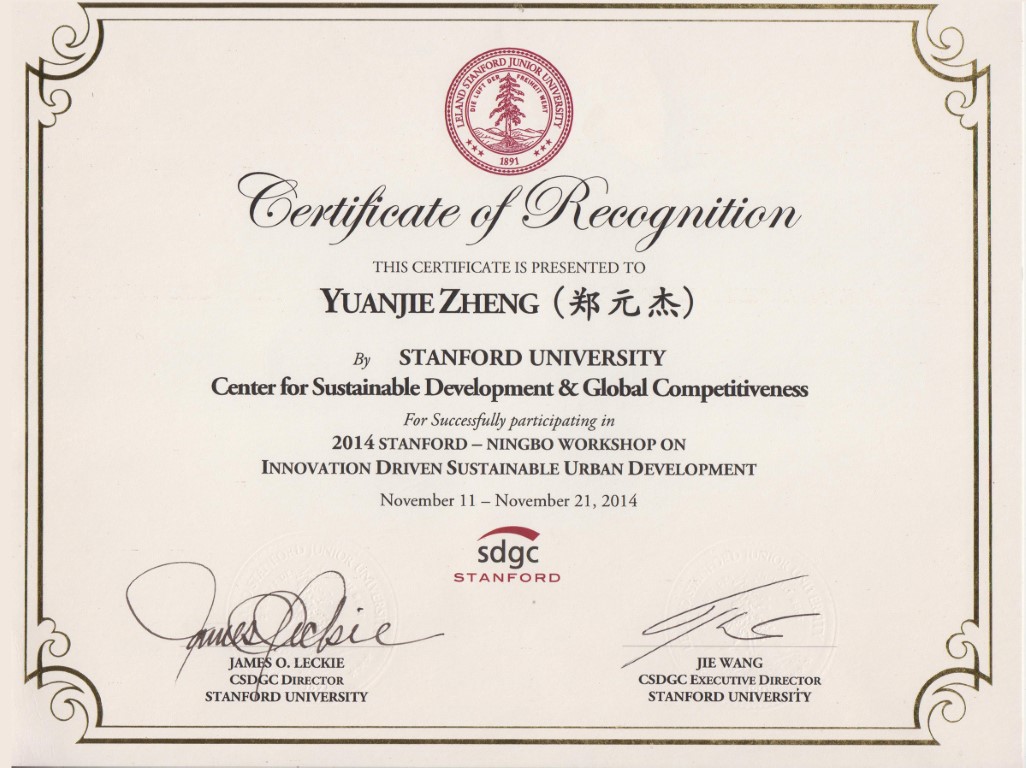 LELAND STANFORD JUNIOR UNIVERSITY
DIE LUFT DER FREIHEIT WEHT
1891
Certificate of Recognition
THIS CERTIFICATE IS PRESENTED TO
YUANJIE ZHENG (郑元杰)
By STANFORD UNIVERSITY
Center for Sustainable Development & Global Competitiveness
For Successfully participating in
2014 STANFORD – NINGBO WORKSHOP ON
INNOVATION DRIVEN SUSTAINABLE URBAN DEVELOPMENT
November 11 – November 21, 2014
sdgc
STANFORD
James Leckie
JAMES O. LECKIE
CSDGC DIRECTOR
STANFORD UNIVERSITY
JIE WANG
CSDGC EXECUTIVE DIRECTOR
STANFORD UNIVERSITY